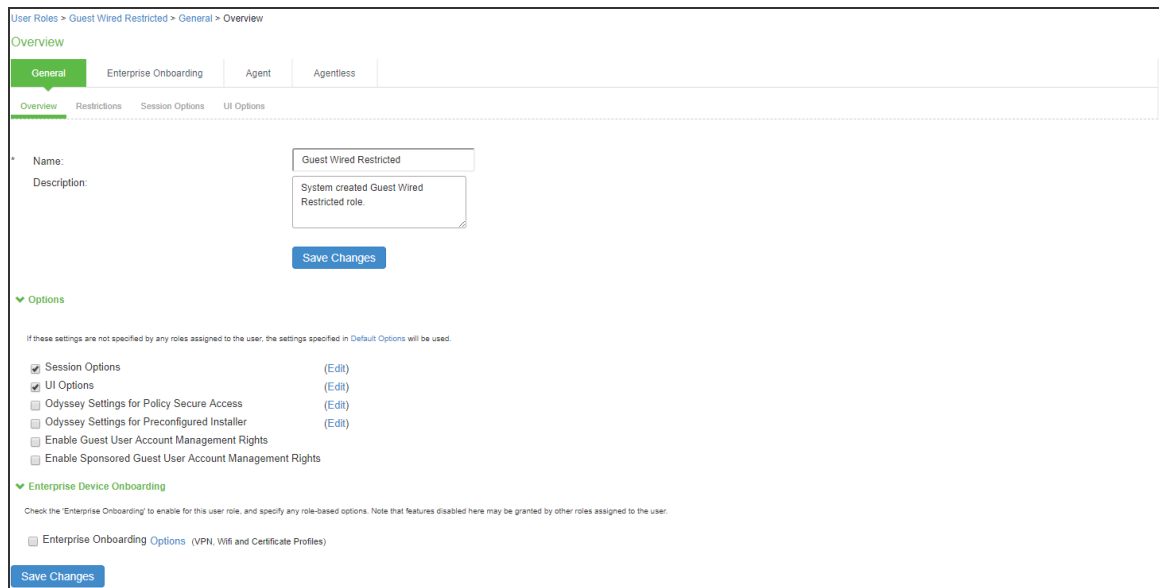 User Roles > Guest Wired Restricted > General > Overview
Overview
General Enterprise Onboarding Agent Agentless
Overview Restrictions Session Options UI Options
* Name: Guest Wired Restricted
Description: System created Guest Wired
Restricted role.
Save Changes
Options
If these settings are not specified by any roles assigned to the user, the settings specified in Default Options will be used.
Session Options (Edit)
UI Options (Edit)
Odyssey Settings for Policy Secure Access (Edit)
Odyssey Settings for Preconfigured Installer (Edit)
Enable Guest User Account Management Rights
Enable Sponsored Guest User Account Management Rights
Enterprise Device Onboarding
Check the 'Enterprise Onboarding' to enable for this user role, and specify any role-based options. Note that features disabled here may be granted by other roles assigned to the user.
Enterprise Onboarding Options (VPN, Wifi and Certificate Profiles)
Save Changes